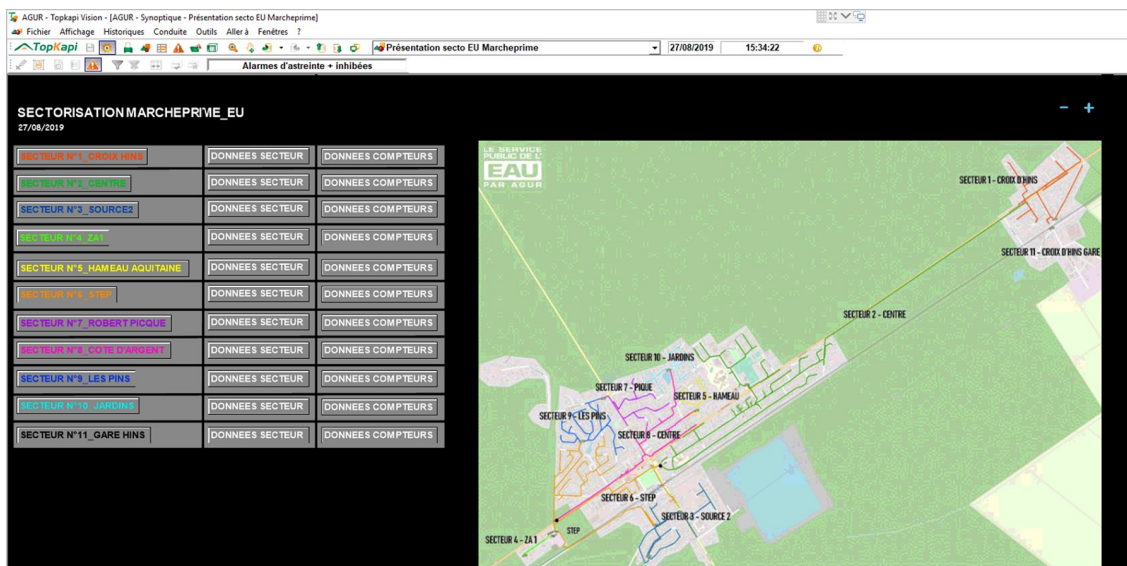 AGUR - Topkapi Vision - [AGUR - Synoptique - Présentation secto EU Marcheprime]
Fichier Affichage Historiques Conduite Outils Aller à Fenêtres ?
TopKapi Présentation secto EU Marcheprime 27/08/2019 15:34:22
Alarmes d'astreinte + inhibées
SECTORISATION MARCHEPRIME_EU
27/08/2019
SECTEUR N°1_CROIX HINS DONNEES SECTEUR DONNEES COMPTEURS
SECTEUR N°2_CENTRE DONNEES SECTEUR DONNEES COMPTEURS
SECTEUR N°3_SOURCE2 DONNEES SECTEUR DONNEES COMPTEURS
SECTEUR N°4_ZA1 DONNEES SECTEUR DONNEES COMPTEURS
SECTEUR N°5_HAMEAU AQUITAINE DONNEES SECTEUR DONNEES COMPTEURS
SECTEUR N°6_STEP DONNEES SECTEUR DONNEES COMPTEURS
SECTEUR N°7_ROBERT PICQUE DONNEES SECTEUR DONNEES COMPTEURS
SECTEUR N°8_COTE D'ARGENT DONNEES SECTEUR DONNEES COMPTEURS
SECTEUR N°9_LES PINS DONNEES SECTEUR DONNEES COMPTEURS
SECTEUR N°10_JARDINS DONNEES SECTEUR DONNEES COMPTEURS
SECTEUR N°11_GARE HINS DONNEES SECTEUR DONNEES COMPTEURS
LE SERVICE
PUBLIC DE L'
EAU
PAR AGUR
SECTEUR 1 - CROIX D'HINS
SECTEUR 11 - CROIX D'HINS GARE
SECTEUR 2 - CENTRE
SECTEUR 10 - JARDINS
SECTEUR 7 - PIQUE
SECTEUR 5 - HAMEAU
SECTEUR 9 - LES PINS
SECTEUR 8 - CENTRE
SECTEUR 6 - STEP
SECTEUR 3 - SOURCE 2
STEP
SECTEUR 4 - ZA 1